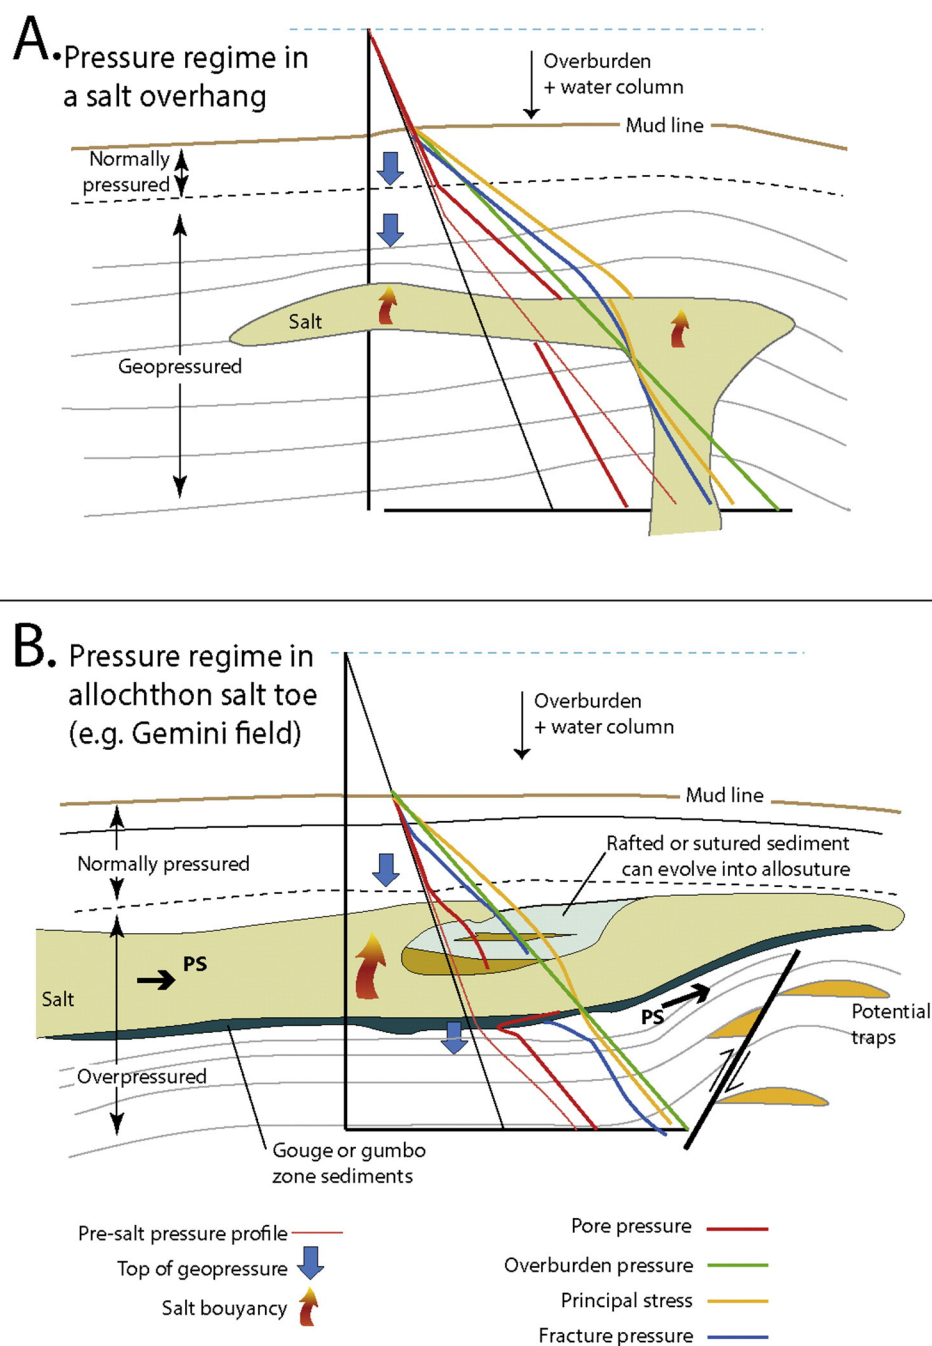 A. Pressure regime in
a salt overhang
Overburden
+ water column
Mud line
Normally
pressured
Salt
Geopressured
B. Pressure regime in
allochthon salt toe
(e.g. Gemini field)
Overburden
+ water column
Mud line
Rafted or sutured sediment
can evolve into allosuture
Normally pressured
PS
Salt
PS
Potential
traps
Overpressured
Gouge or gumbo
zone sediments
Pre-salt pressure profile
Top of geopressure
Salt bouyancy
Pore pressure
Overburden pressure
Principal stress
Fracture pressure